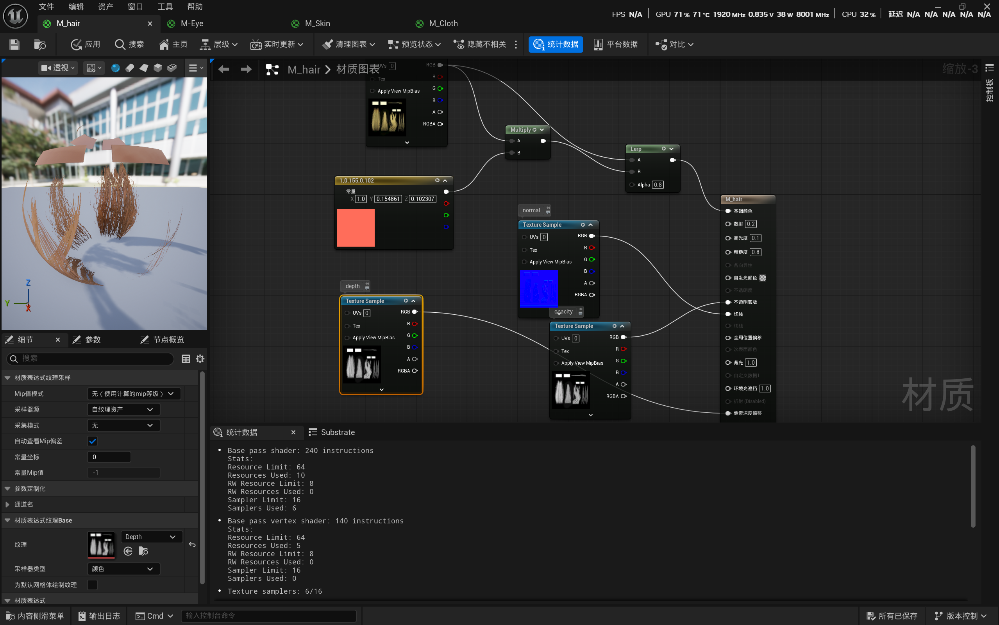 文件 编辑 资产 窗口 工具 帮助
FPS N/A GPU 71 % 71 °C 1920 MHz 0.835 V 38 W 8001 MHz CPU 32 % 延迟 N/A N/A N/A N/A N/A
M_hair M-Eye M_Skin M_Cloth
应用 搜索 主页 层级 实时更新 清理图表 预览状态 隐藏不相关 统计数据 平台数据 对比
透视
M_hair 材质图表
缩放-3
控制板
UVs 0 RGB
Tex R
Apply View MipBias G
B
A
RGBA
Multiply
A
B
Lerp
A
B
Alpha 0.8
1,0.155,0.102
常量
X 1.0 Y 0.154861 Z 0.102307
normal
Texture Sample
UVs 0 RGB
Tex R
Apply View MipBias G
B
A
RGBA
depth
Texture Sample
UVs 0 RGB
Tex R
Apply View MipBias G
B
A
RGBA
opacity
Texture Sample
UVs 0 RGB
Tex R
Apply View MipBias G
B
A
RGBA
M_hair
基础颜色
散射 0.2
高光度 0.1
粗糙度 0.8
各向异性
自发光颜色
不透明度
不透明蒙版
切线
切线
全局位置偏移
次表面颜色
背光 1.0
自定义数据1
环境光遮挡 1.0
折射 (Disabled)
像素深度偏移
材质
Z
Y
X
细节 参数 节点概览
搜索
材质表达式纹理采样
Mip值模式 无（使用计算的mip等级）
采样器源 自纹理资产
采集模式 无
自动查看Mip偏差
常量坐标 0
常量Mip值 -1
参数定制化
通道名
材质表达式纹理Base
纹理 Depth
采样器类型 颜色
为默认网格体绘制纹理
材质表达式
统计数据 Substrate
• Base pass shader: 240 instructions
Stats:
Resource Limit: 64
Resources Used: 10
RW Resource Limit: 8
RW Resources Used: 0
Sampler Limit: 16
Samplers Used: 6
• Base pass vertex shader: 140 instructions
Stats:
Resource Limit: 64
Resources Used: 5
RW Resource Limit: 8
RW Resources Used: 0
Sampler Limit: 16
Samplers Used: 0
• Texture samplers: 6/16
内容侧滑菜单 输出日志 Cmd 输入控制台命令 所有已保存 版本控制